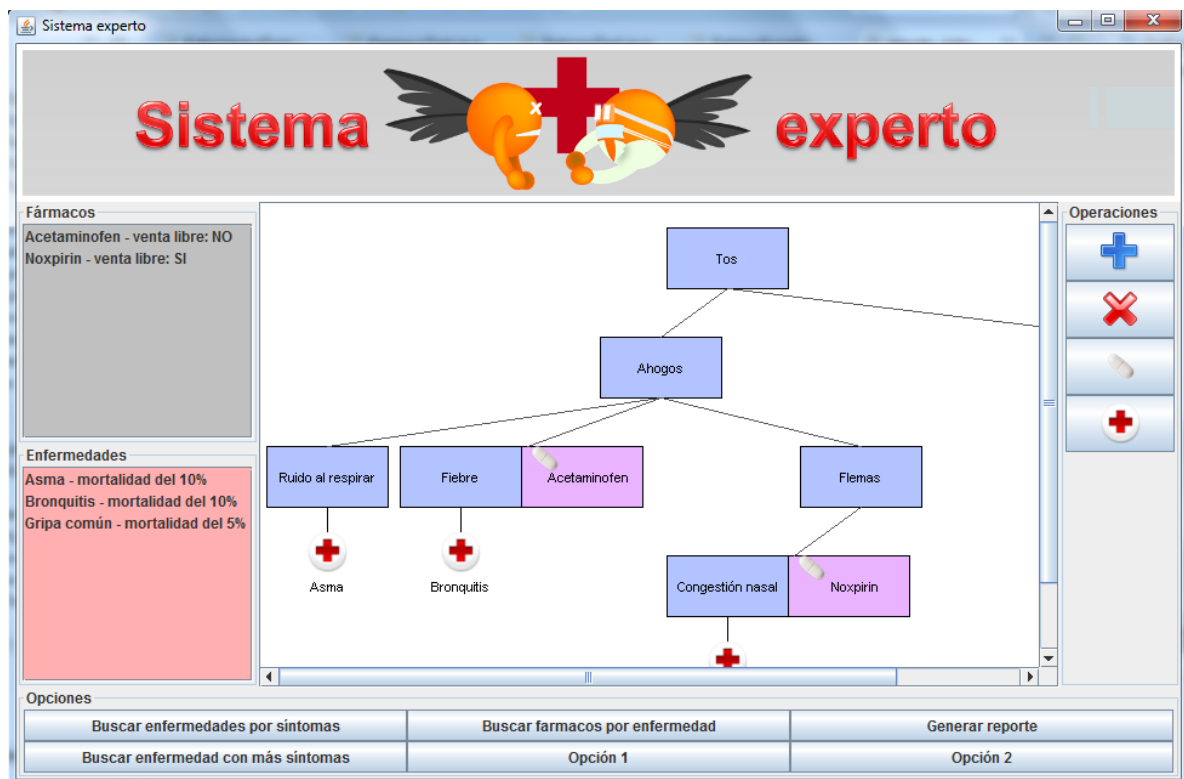 Sistema experto
Sistema experto
Fármacos
Acetaminofen - venta libre: NO
Noxpirin - venta libre: SI
Enfermedades
Asma - mortalidad del 10%
Bronquitis - mortalidad del 10%
Gripa común - mortalidad del 5%
Tos
Ahogos
Ruido al respirar
Fiebre
Acetaminofen
Flemas
Asma
Bronquitis
Congestión nasal
Noxpirin
Operaciones
Opciones
Buscar enfermedades por síntomas
Buscar farmacos por enfermedad
Generar reporte
Buscar enfermedad con más síntomas
Opción 1
Opción 2